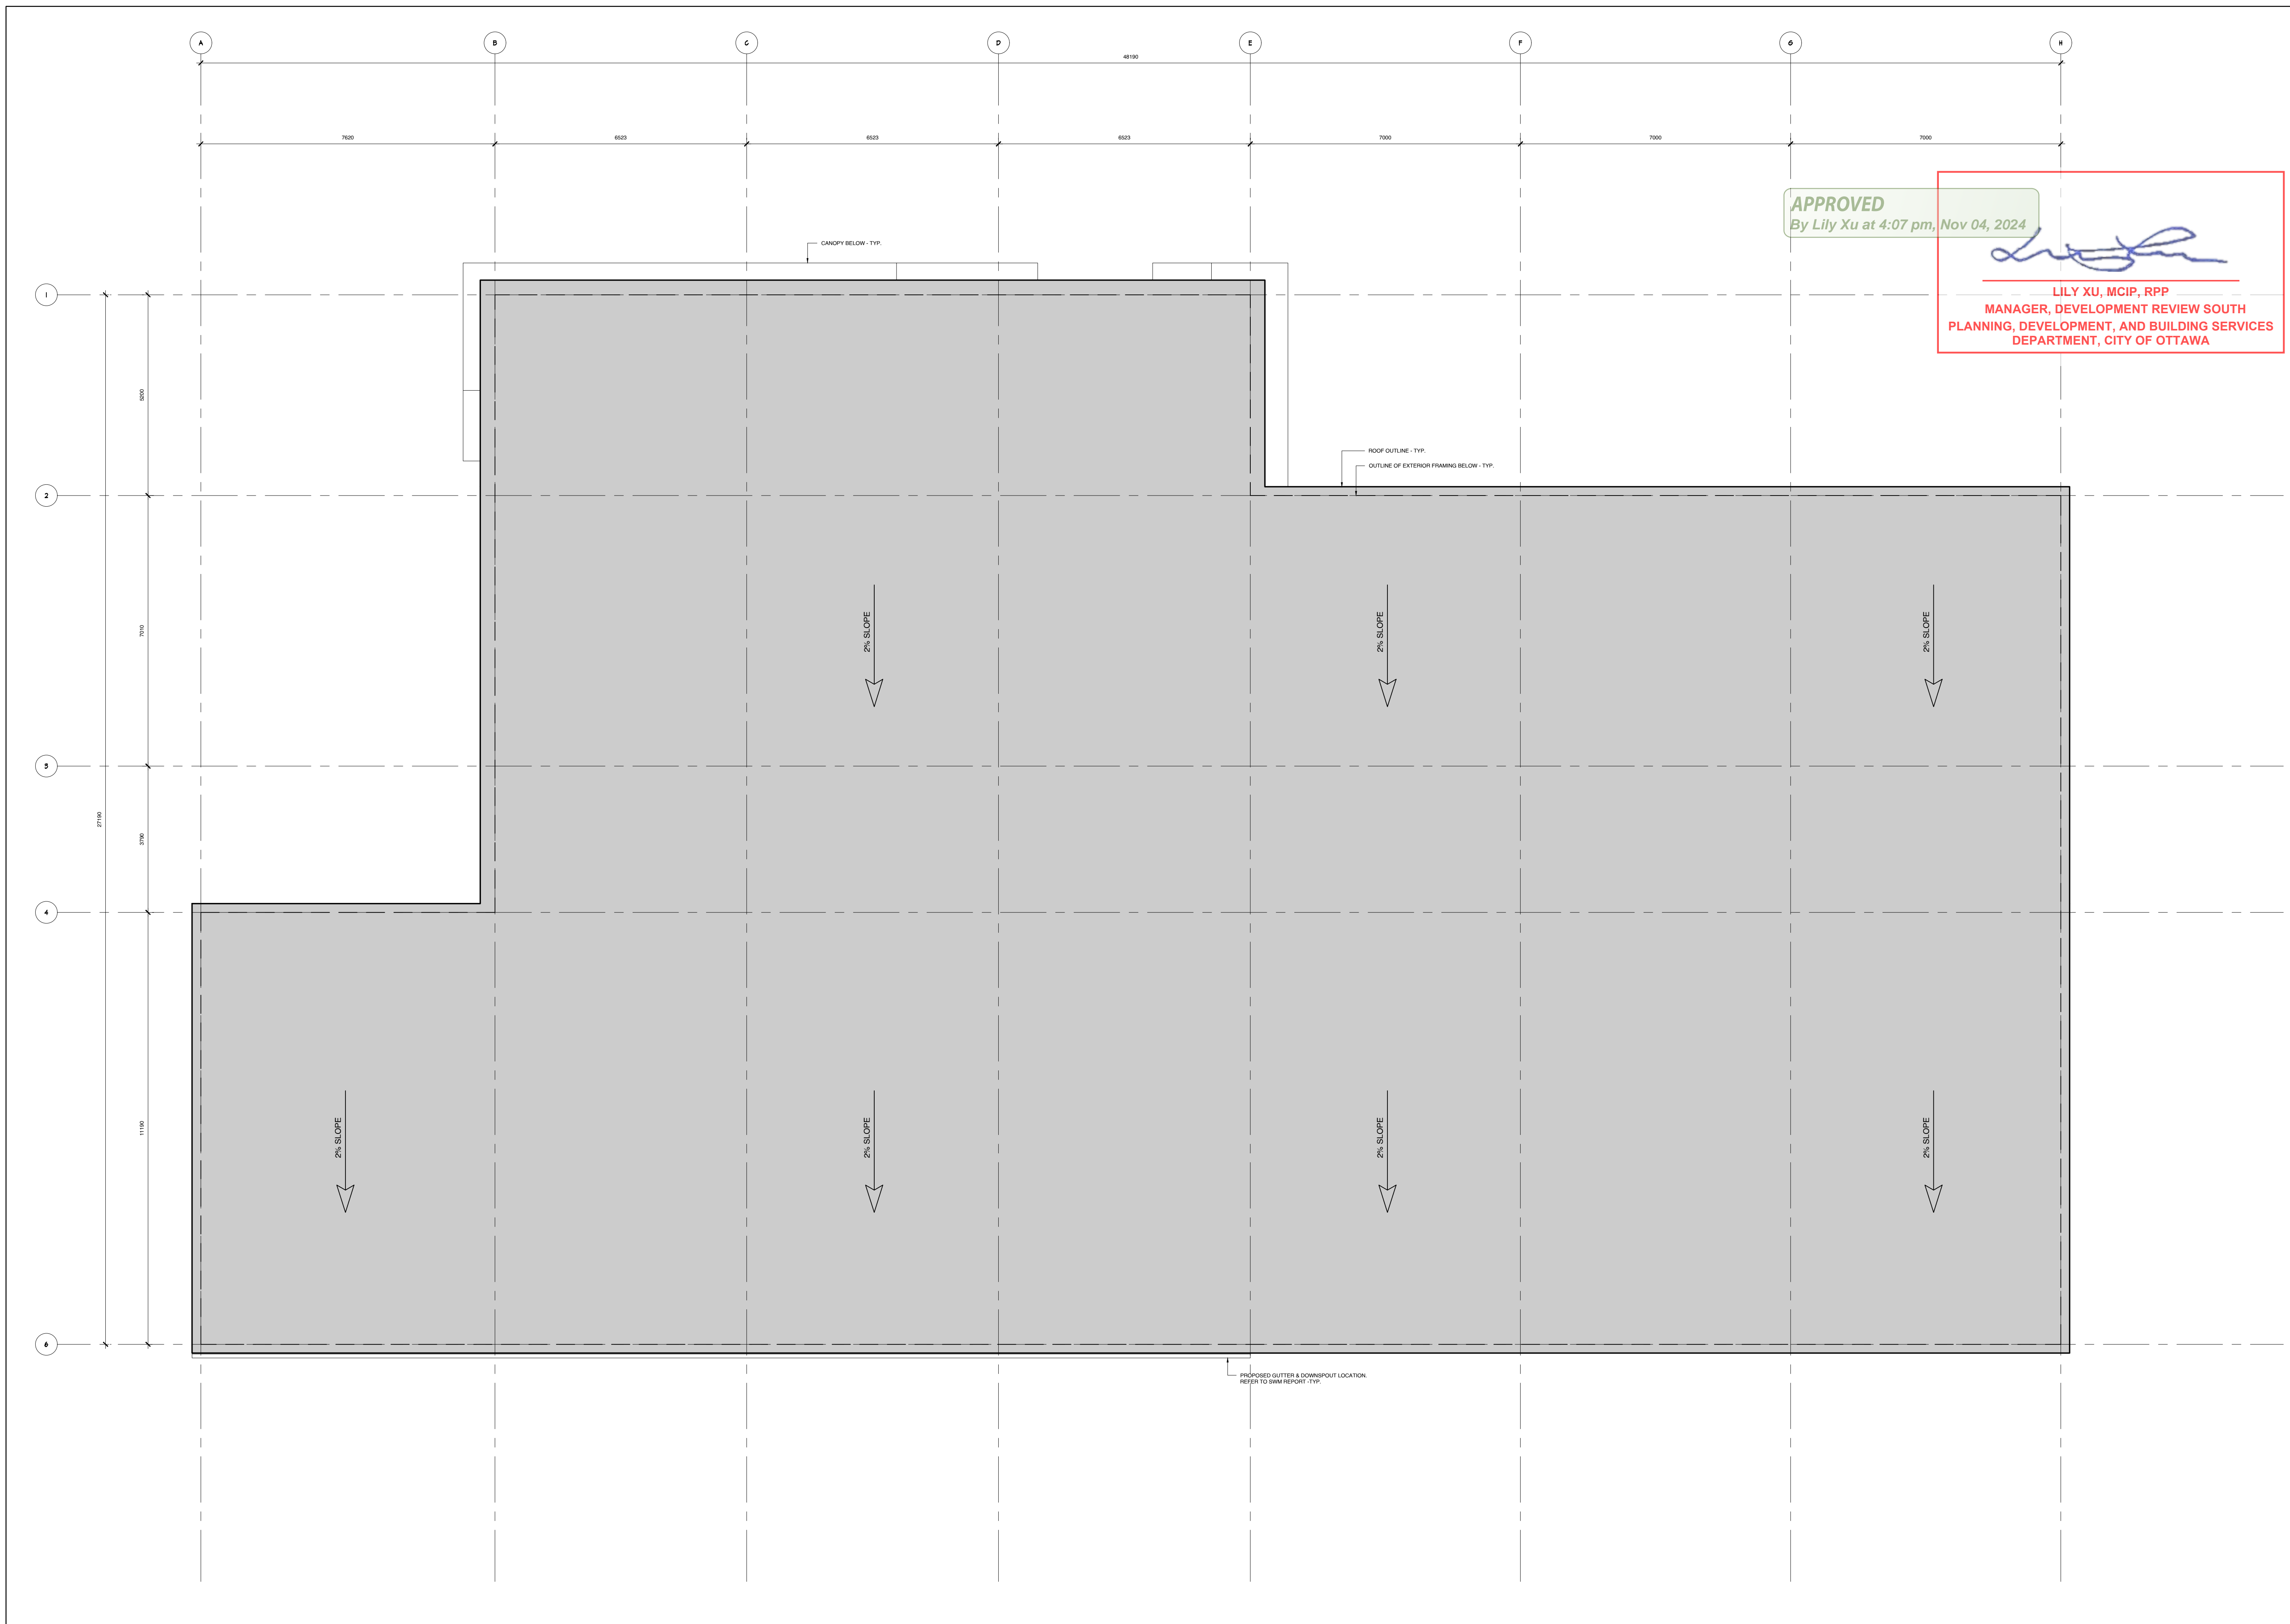 A B C D E F G H
48190
7620 6523 6523 6523 7000 7000 7000
APPROVED
By Lily Xu at 4:07 pm, Nov 04, 2024
CANOPY BELOW - TYP.
1
LILY XU, MCIP, RPP
MANAGER, DEVELOPMENT REVIEW SOUTH
PLANNING, DEVELOPMENT, AND BUILDING SERVICES
DEPARTMENT, CITY OF OTTAWA
5200
ROOF OUTLINE - TYP.
OUTLINE OF EXTERIOR FRAMING BELOW - TYP.
2
7010
2% SLOPE 2% SLOPE 2% SLOPE
27190
3790
4
11190
2% SLOPE 2% SLOPE 2% SLOPE 2% SLOPE
6
PROPOSED GUTTER & DOWNSPOUT LOCATION.
REFER TO SWM REPORT -TYP.